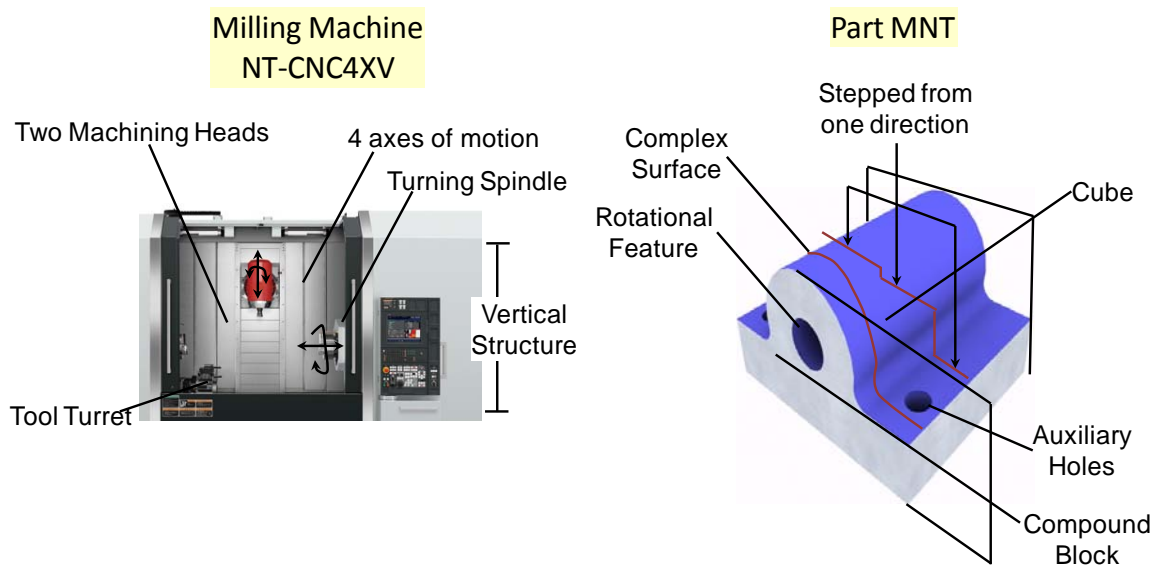 Milling Machine
NT-CNC4XV
Two Machining Heads
4 axes of motion
Turning Spindle
Vertical
Structure
Tool Turret
Part MNT
Stepped from
one direction
Complex
Surface
Cube
Rotational
Feature
Auxiliary
Holes
Compound
Block